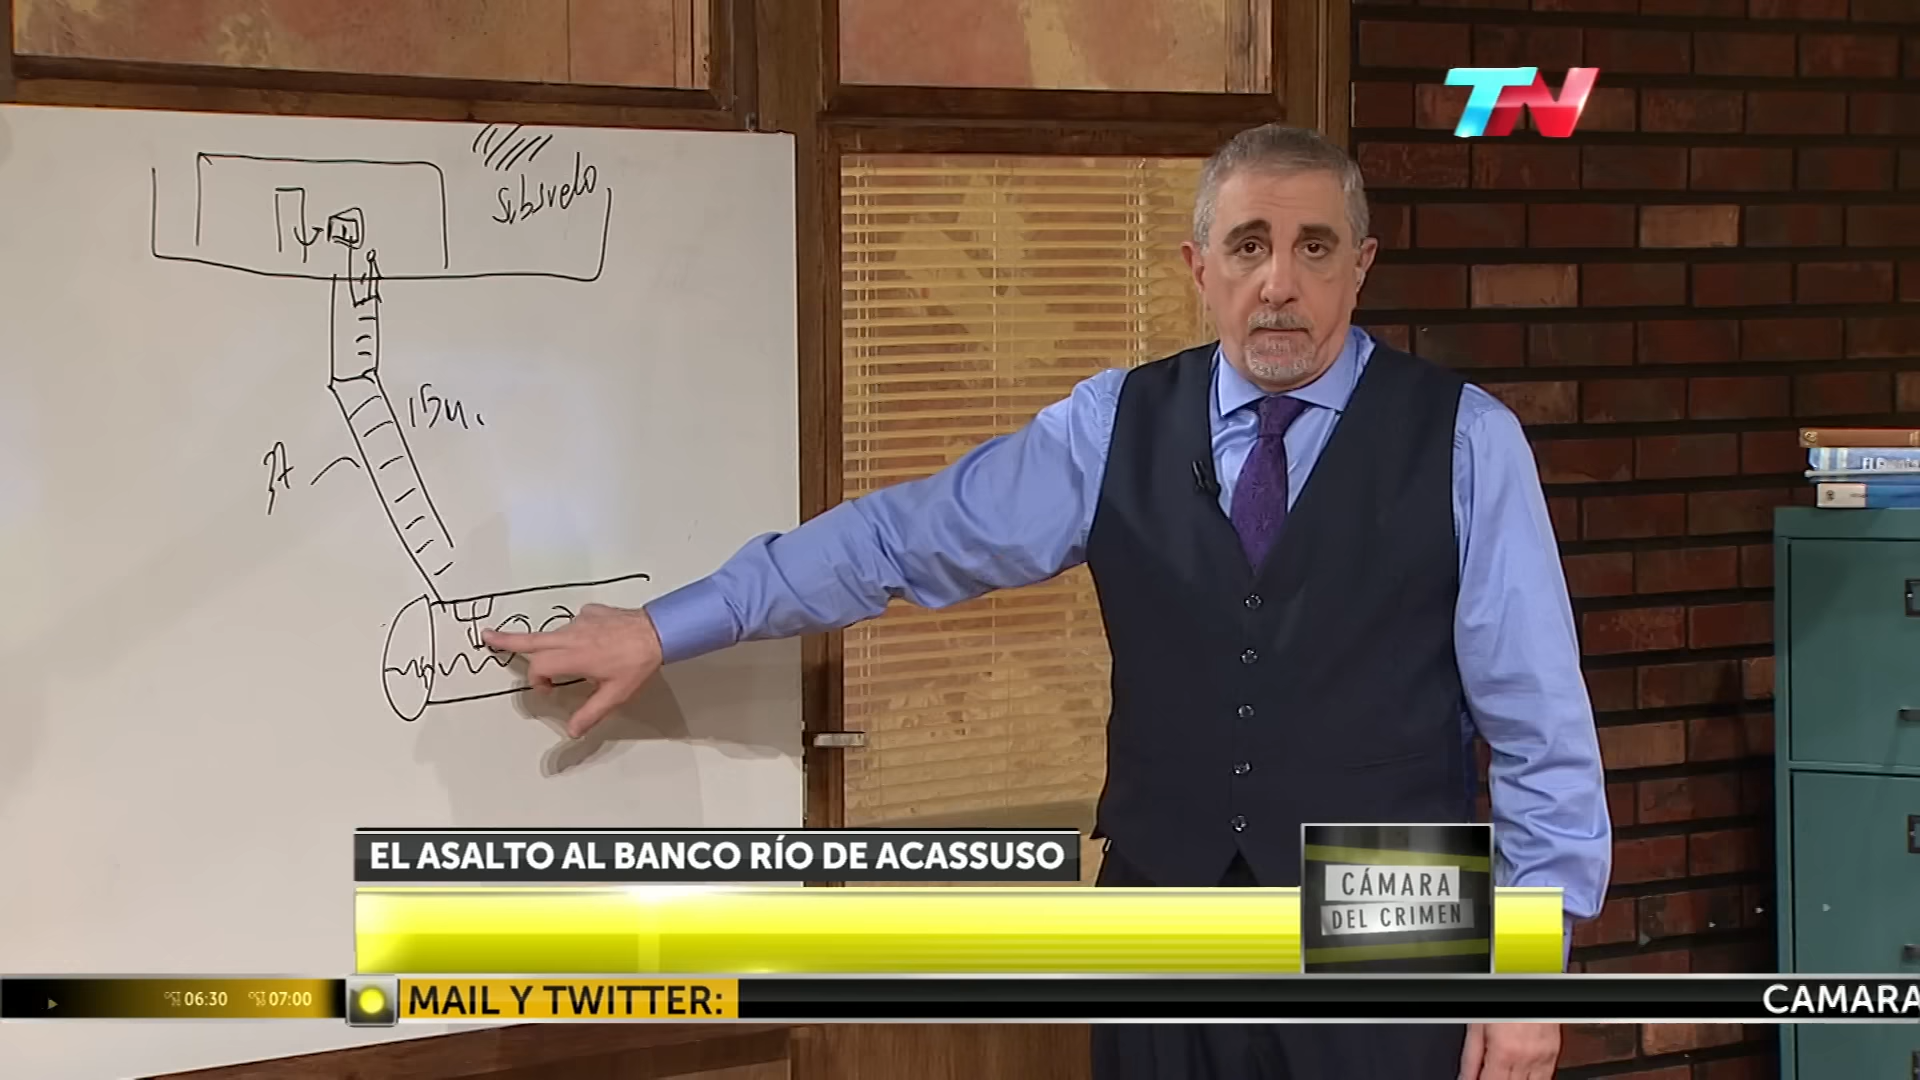 TN
subsuelo
15m.
EL ASALTO AL BANCO RÍO DE ACASSUSO
CÁMARA
DEL CRIMEN
06:30
07:00
MAIL Y TWITTER:
CAMARA